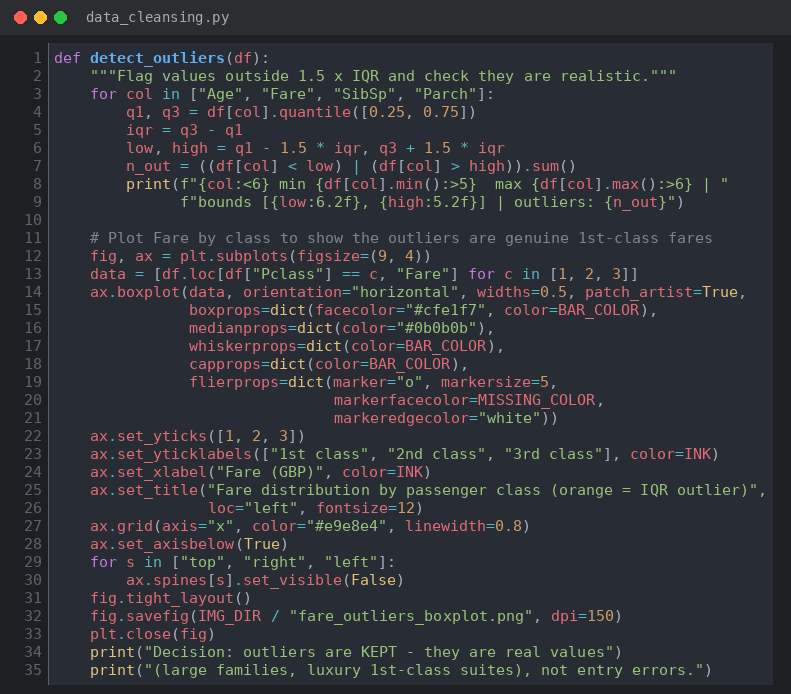 data_cleansing.py
1 def detect_outliers(df):
2     """Flag values outside 1.5 x IQR and check they are realistic."""
3     for col in ["Age", "Fare", "SibSp", "Parch"]:
4         q1, q3 = df[col].quantile([0.25, 0.75])
5         iqr = q3 - q1
6         low, high = q1 - 1.5 * iqr, q3 + 1.5 * iqr
7         n_out = ((df[col] < low) | (df[col] > high)).sum()
8         print(f"{col:<6} min {df[col].min():>5}  max {df[col].max():>6} | "
9               f"bounds [{low:6.2f}, {high:5.2f}] | outliers: {n_out}")
10
11     # Plot Fare by class to show the outliers are genuine 1st-class fares
12     fig, ax = plt.subplots(figsize=(9, 4))
13     data = [df.loc[df["Pclass"] == c, "Fare"] for c in [1, 2, 3]]
14     ax.boxplot(data, orientation="horizontal", widths=0.5, patch_artist=True,
15                boxprops=dict(facecolor="#cfe1f7", color=BAR_COLOR),
16                medianprops=dict(color="#0b0b0b"),
17                whiskerprops=dict(color=BAR_COLOR),
18                capprops=dict(color=BAR_COLOR),
19                flierprops=dict(marker="o", markersize=5,
20                                markerfacecolor=MISSING_COLOR,
21                                markeredgecolor="white"))
22     ax.set_yticks([1, 2, 3])
23     ax.set_yticklabels(["1st class", "2nd class", "3rd class"], color=INK)
24     ax.set_xlabel("Fare (GBP)", color=INK)
25     ax.set_title("Fare distribution by passenger class (orange = IQR outlier)",
26                  loc="left", fontsize=12)
27     ax.grid(axis="x", color="#e9e8e4", linewidth=0.8)
28     ax.set_axisbelow(True)
29     for s in ["top", "right", "left"]:
30         ax.spines[s].set_visible(False)
31     fig.tight_layout()
32     fig.savefig(IMG_DIR / "fare_outliers_boxplot.png", dpi=150)
33     plt.close(fig)
34     print("Decision: outliers are KEPT - they are real values")
35     print("(large families, luxury 1st-class suites), not entry errors.")